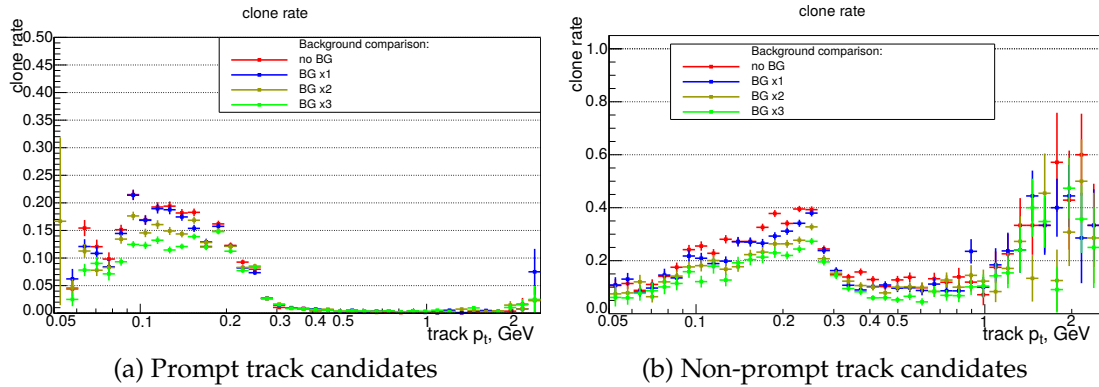 clone rate
clone rate
0.50
0.45
0.40
0.35
0.30
0.25
0.20
0.15
0.10
0.05
0.00
Background comparison:
no BG
BG x1
BG x2
BG x3
0.05 0.1 0.2 0.3 0.4 0.5 1 2
track pt, GeV
(a) Prompt track candidates
clone rate
clone rate
1.0
0.8
0.6
0.4
0.2
0.0
Background comparison:
no BG
BG x1
BG x2
BG x3
0.05 0.1 0.2 0.3 0.4 0.5 1 2
track pt, GeV
(b) Non-prompt track candidates